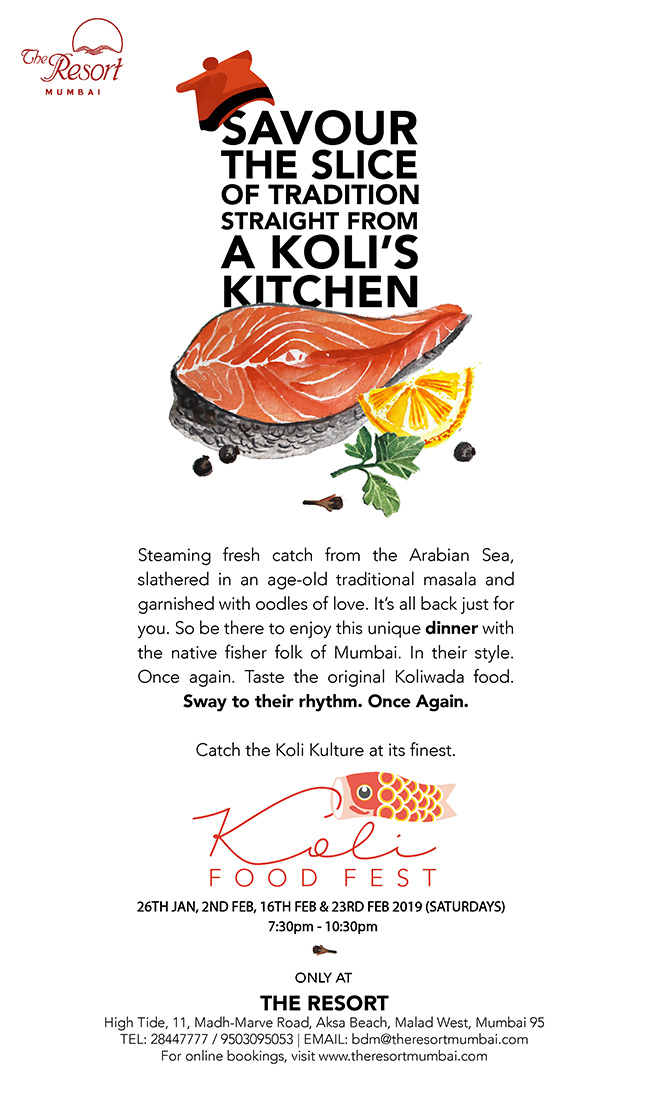 The Resort
MUMBAI
SAVOUR
THE SLICE
OF TRADITION
STRAIGHT FROM
A KOLI'S
KITCHEN
Steaming fresh catch from the Arabian Sea,
slathered in an age-old traditional masala and
garnished with oodles of love. It's all back just for
you. So be there to enjoy this unique dinner with
the native fisher folk of Mumbai. In their style.
Once again. Taste the original Koliwada food.
Sway to their rhythm. Once Again.
Catch the Koli Kulture at its finest.
Koli
FOOD FEST
26TH JAN, 2ND FEB, 16TH FEB & 23RD FEB 2019 (SATURDAYS)
7:30pm - 10:30pm
ONLY AT
THE RESORT
High Tide, 11, Madh-Marve Road, Aksa Beach, Malad West, Mumbai 95
TEL: 28447777 / 9503095053 | EMAIL: bdm@theresortmumbai.com
For online bookings, visit www.theresortmumbai.com